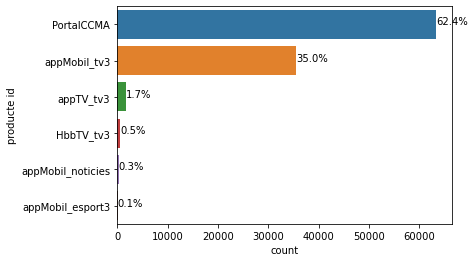 PortalCCMA
62.4%
appMobil_tv3
35.0%
appTV_tv3
1.7%
HbbTV_tv3
0.5%
appMobil_noticies
0.3%
appMobil_esport3
0.1%
producte id
0 10000 20000 30000 40000 50000 60000
count